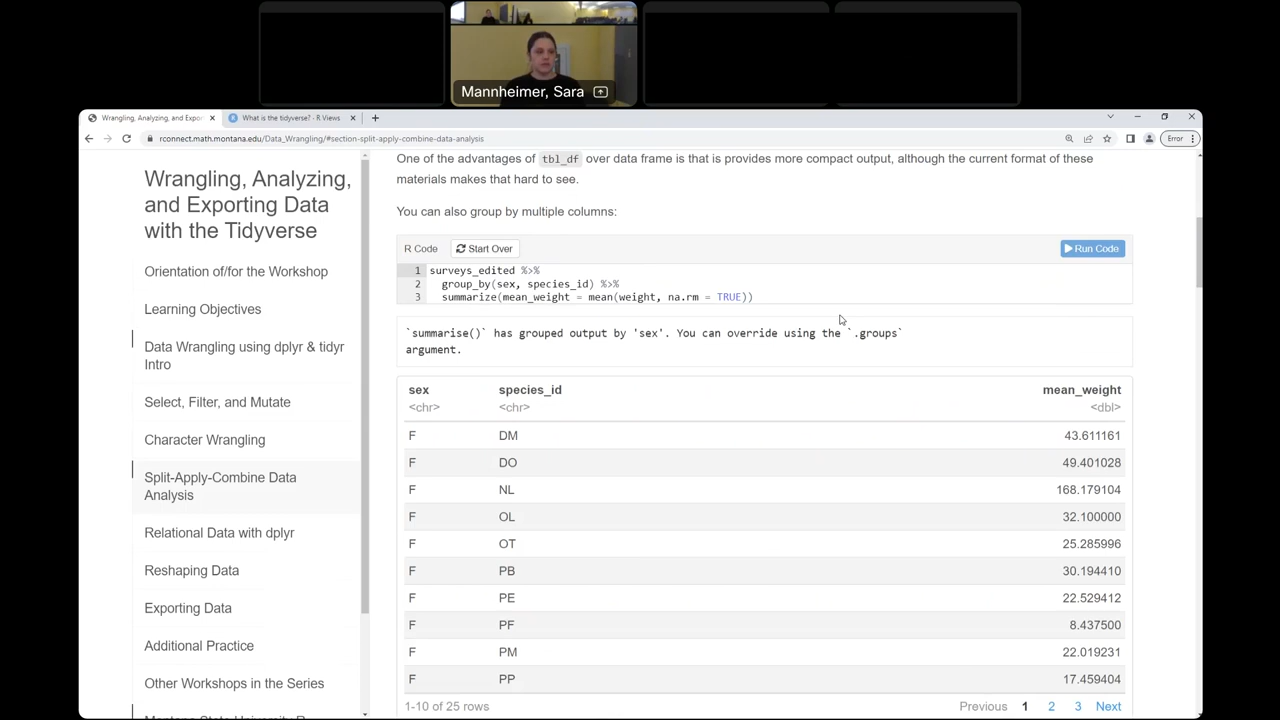 Mannheimer, Sara
Wrangling, Analyzing, and Expor
What is the tidyverse? - R Views
rconnect.math.montana.edu/Data_Wrangling/#section-split-apply-combine-data-analysis
Error
Wrangling, Analyzing,
and Exporting Data
with the Tidyverse
Orientation of/for the Workshop
Learning Objectives
Data Wrangling using dplyr & tidyr
Intro
Select, Filter, and Mutate
Character Wrangling
Split-Apply-Combine Data
Analysis
Relational Data with dplyr
Reshaping Data
Exporting Data
Additional Practice
Other Workshops in the Series
Montana State University R
One of the advantages of tbl_df over data frame is that is provides more compact output, although the current format of these
materials makes that hard to see.
You can also group by multiple columns:
R Code Start Over Run Code
1 surveys_edited %>%
2 group_by(sex, species_id) %>%
3 summarize(mean_weight = mean(weight, na.rm = TRUE))
`summarise()` has grouped output by 'sex'. You can override using the `.groups`
argument.
sex species_id mean_weight
<chr> <chr> <dbl>
F DM 43.611161
F DO 49.401028
F NL 168.179104
F OL 32.100000
F OT 25.285996
F PB 30.194410
F PE 22.529412
F PF 8.437500
F PM 22.019231
F PP 17.459404
1-10 of 25 rows Previous 1 2 3 Next